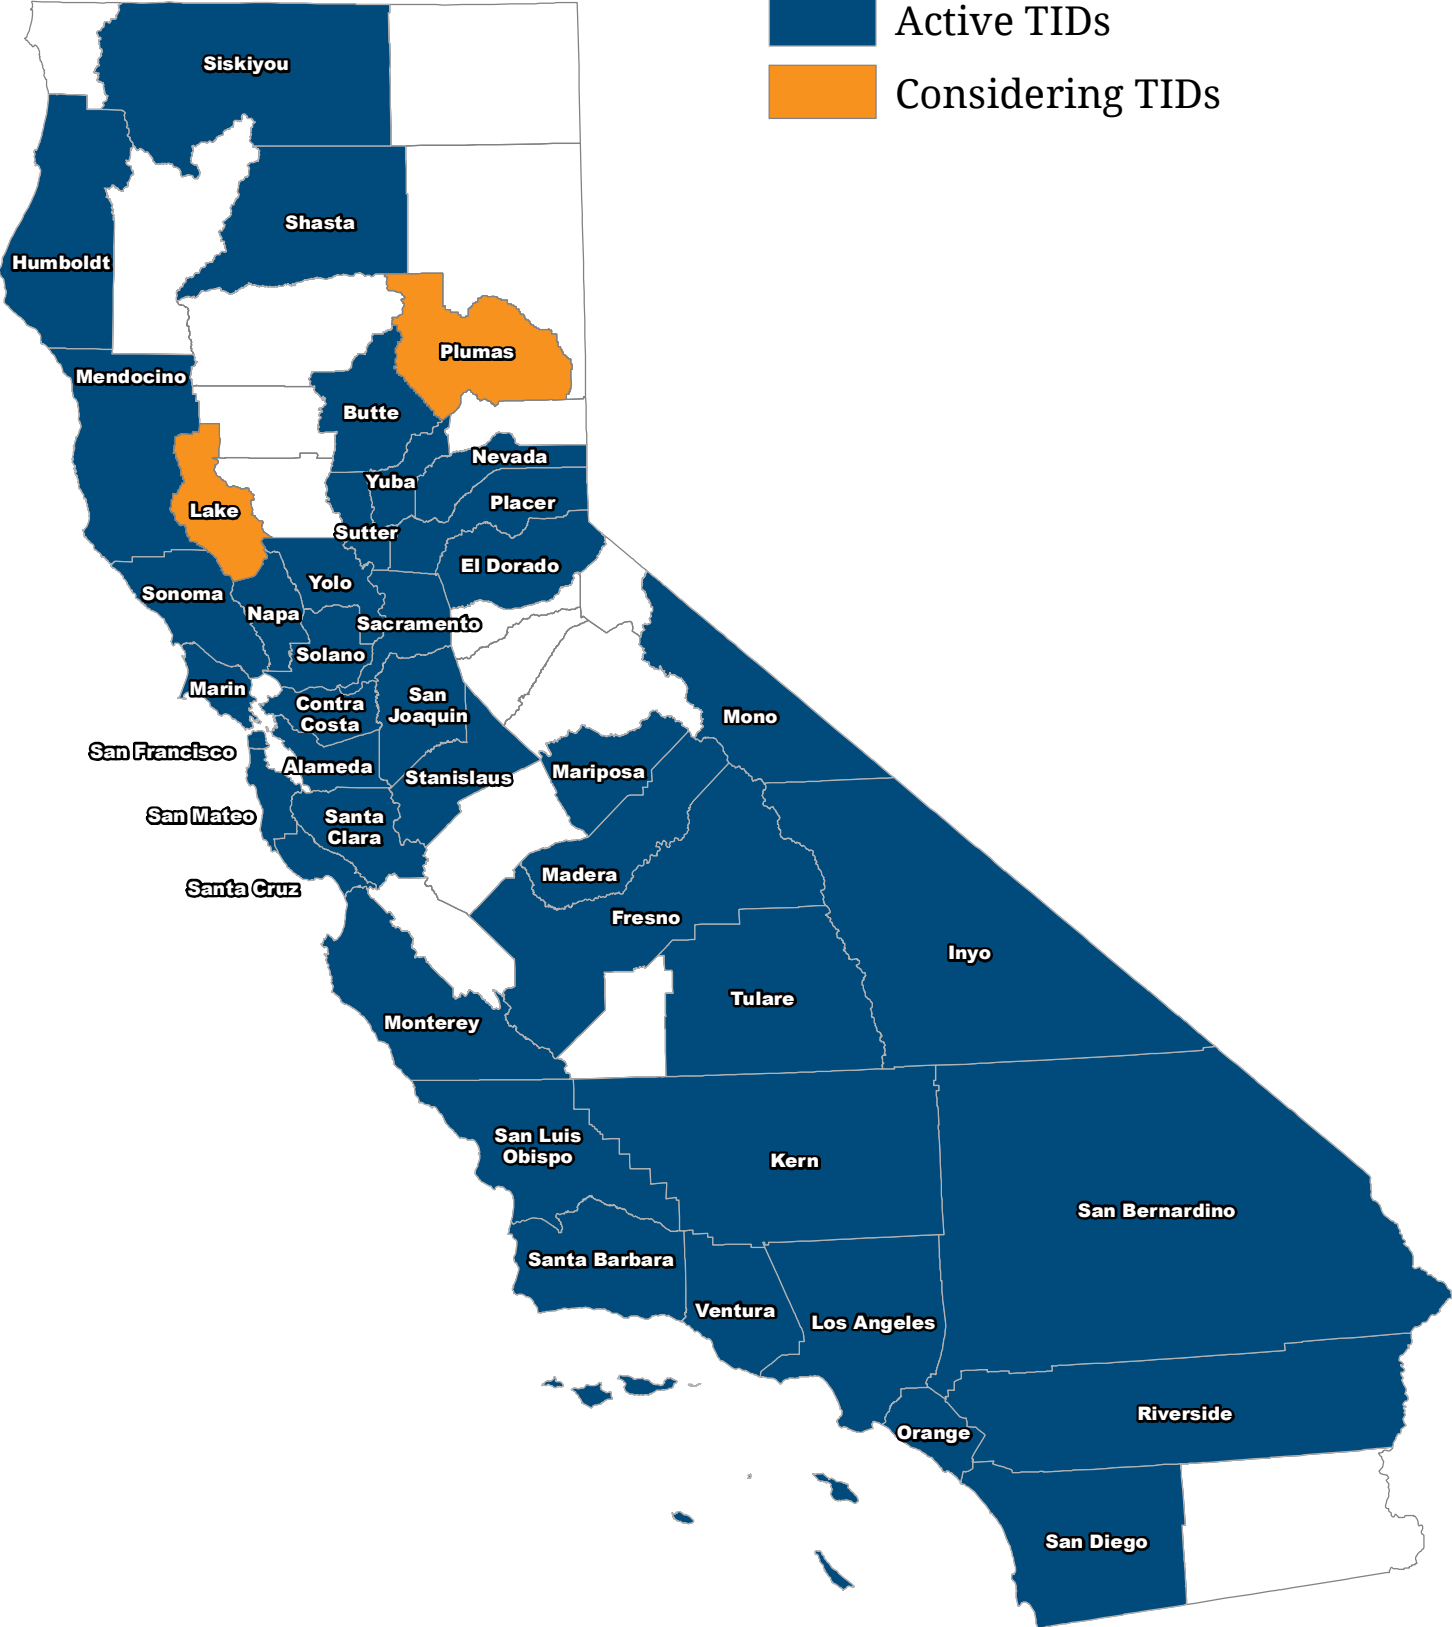 Active TIDs
Considering TIDs
Siskiyou
Shasta
Humboldt
Plumas
Mendocino
Butte
Nevada
Yuba
Placer
Lake
Sutter
El Dorado
Yolo
Sonoma
Napa
Sacramento
Solano
Marin
Contra
Costa
San
Joaquin
Mono
San Francisco
Alameda
Stanislaus
Mariposa
San Mateo
Santa
Clara
Madera
Santa Cruz
Fresno
Inyo
Tulare
Monterey
San Luis
Obispo
Kern
San Bernardino
Santa Barbara
Ventura
Los Angeles
Riverside
Orange
San Diego